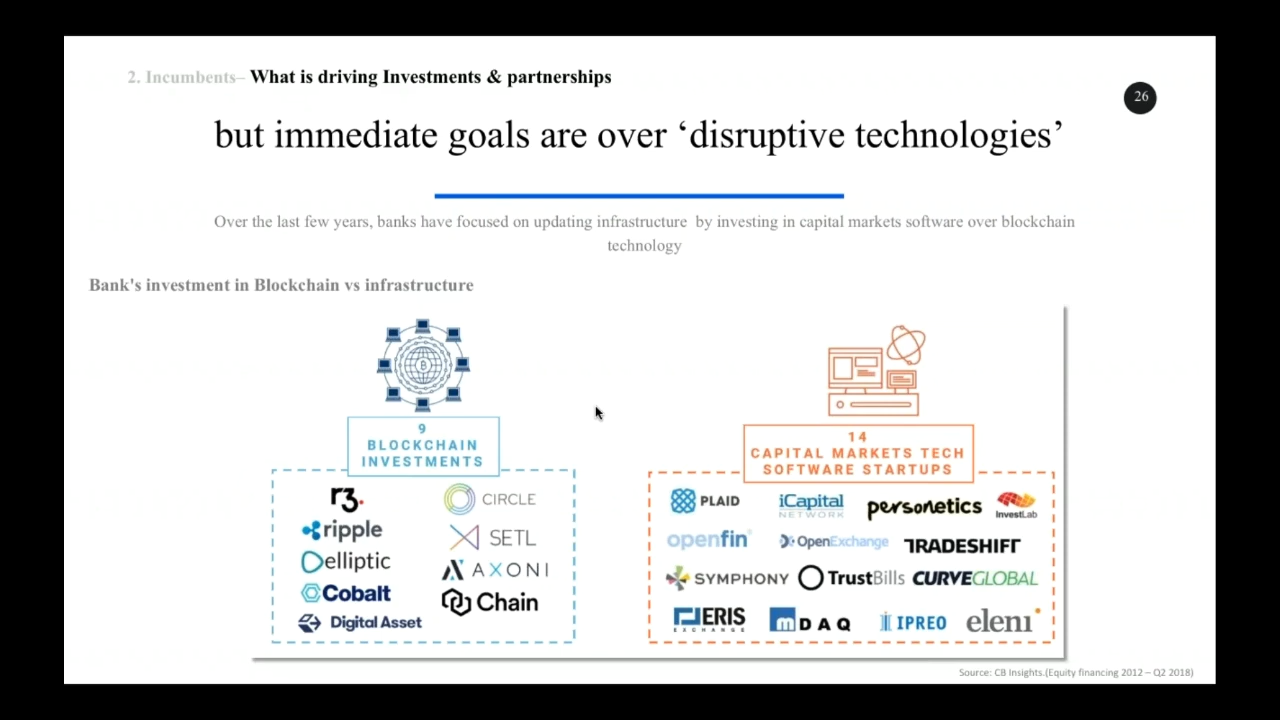 2. Incumbents– What is driving Investments & partnerships
26
but immediate goals are over ‘disruptive technologies’
Over the last few years, banks have focused on updating infrastructure by investing in capital markets software over blockchain
technology
Bank's investment in Blockchain vs infrastructure
9
BLOCKCHAIN
INVESTMENTS
r3.
CIRCLE
ripple
SETL
elliptic
AXONI
Cobalt
Chain
Digital Asset
14
CAPITAL MARKETS TECH
SOFTWARE STARTUPS
PLAID
iCapital
NETWORK
personetics
InvestLab
openfin
OpenExchange
TRADESHIFT
SYMPHONY
TrustBills
CURVEGLOBAL
ERIS
EXCHANGE
mDAQ
IPREO
eleni
Source: CB Insights.(Equity financing 2012 – Q2 2018)